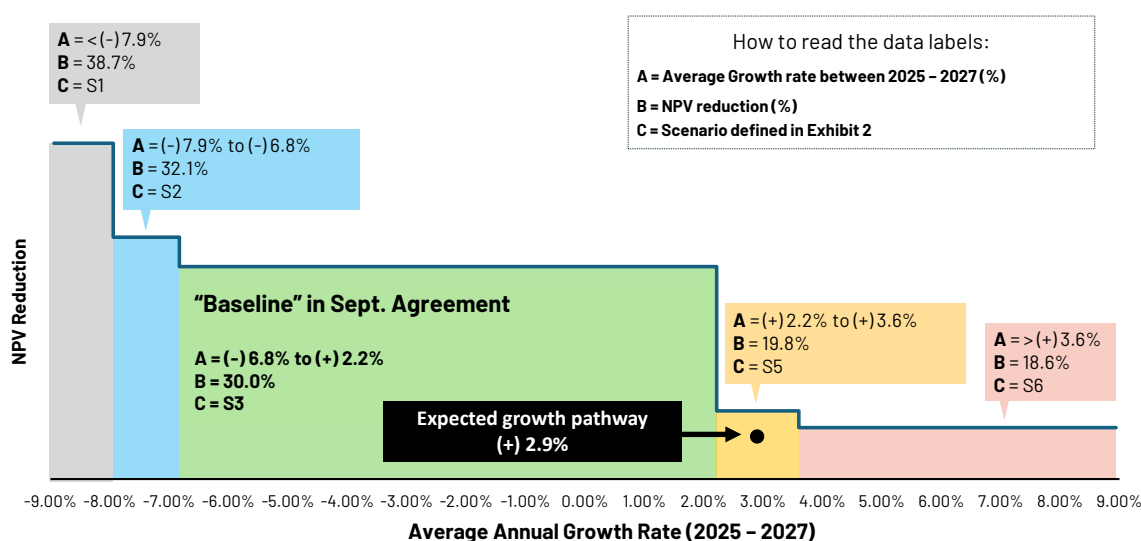 A = < (-) 7.9%
B = 38.7%
C = S1
How to read the data labels:
A = Average Growth rate between 2025 – 2027 (%)
B = NPV reduction (%)
C = Scenario defined in Exhibit 2
A = (-) 7.9% to (-) 6.8%
B = 32.1%
C = S2
NPV Reduction
“Baseline” in Sept. Agreement
A = (-) 6.8% to (+) 2.2%
B = 30.0%
C = S3
A = (+) 2.2% to (+) 3.6%
B = 19.8%
C = S5
A = > (+) 3.6%
B = 18.6%
C = S6
Expected growth pathway
(+) 2.9%
-9.00% -8.00% -7.00% -6.00% -5.00% -4.00% -3.00% -2.00% -1.00% 0.00% 1.00% 2.00% 3.00% 4.00% 5.00% 6.00% 7.00% 8.00% 9.00%
Average Annual Growth Rate (2025 – 2027)